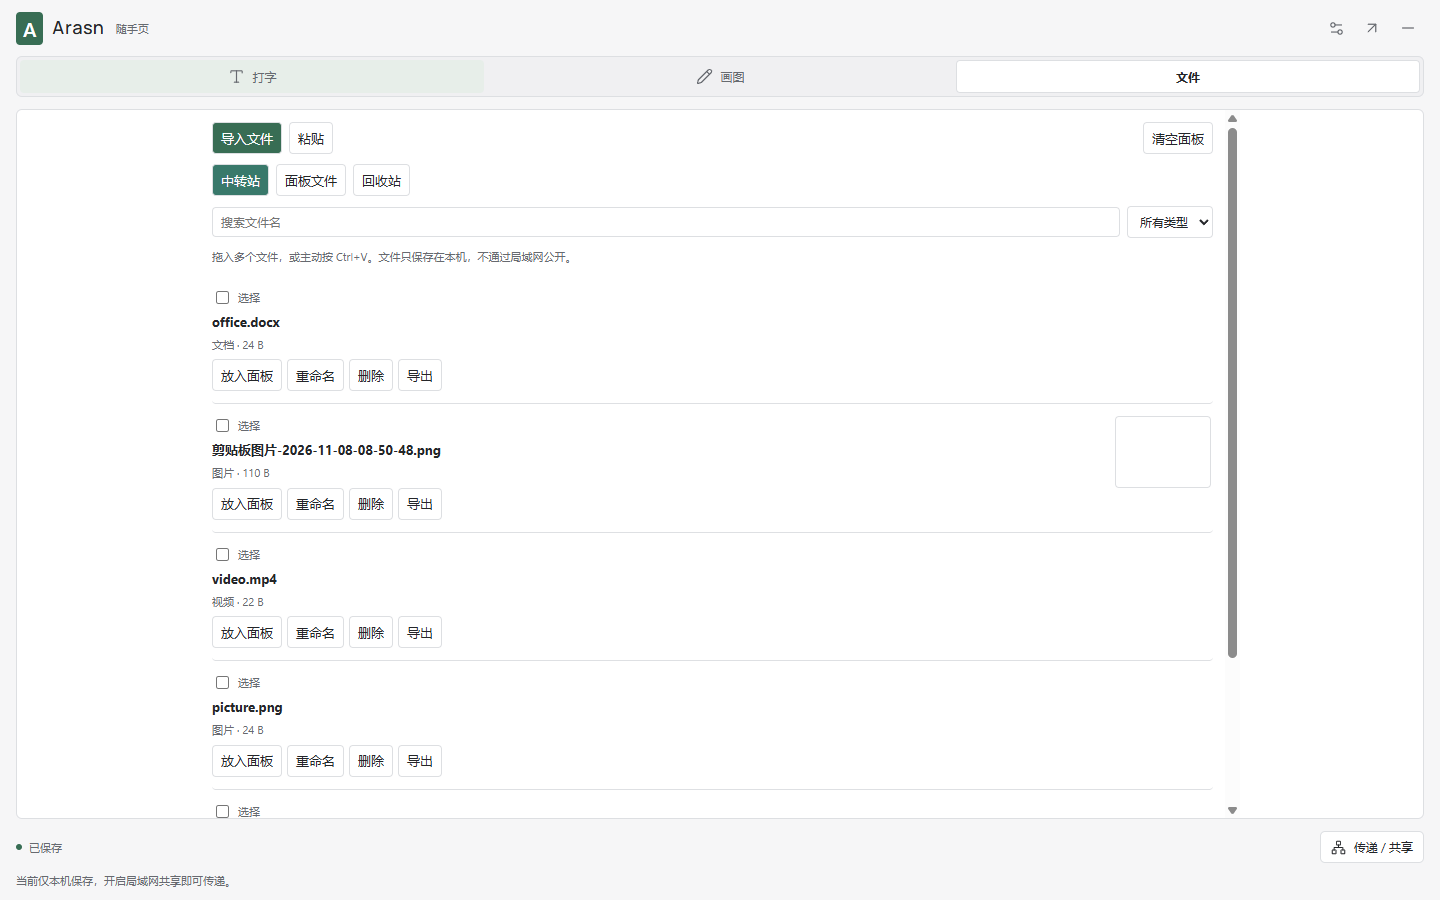 A Arasn 随手页
打字 画图 文件
导入文件 粘贴 清空面板
中转站 面板文件 回收站
搜索文件名 所有类型
拖入多个文件，或主动按 Ctrl+V。文件只保存在本机，不通过局域网公开。
选择
office.docx
文档 · 24 B
放入面板 重命名 删除 导出
选择
剪贴板图片-2026-11-08-08-50-48.png
图片 · 110 B
放入面板 重命名 删除 导出
选择
video.mp4
视频 · 22 B
放入面板 重命名 删除 导出
选择
picture.png
图片 · 24 B
放入面板 重命名 删除 导出
选择
已保存 传递 / 共享
当前仅本机保存，开启局域网共享即可传递。